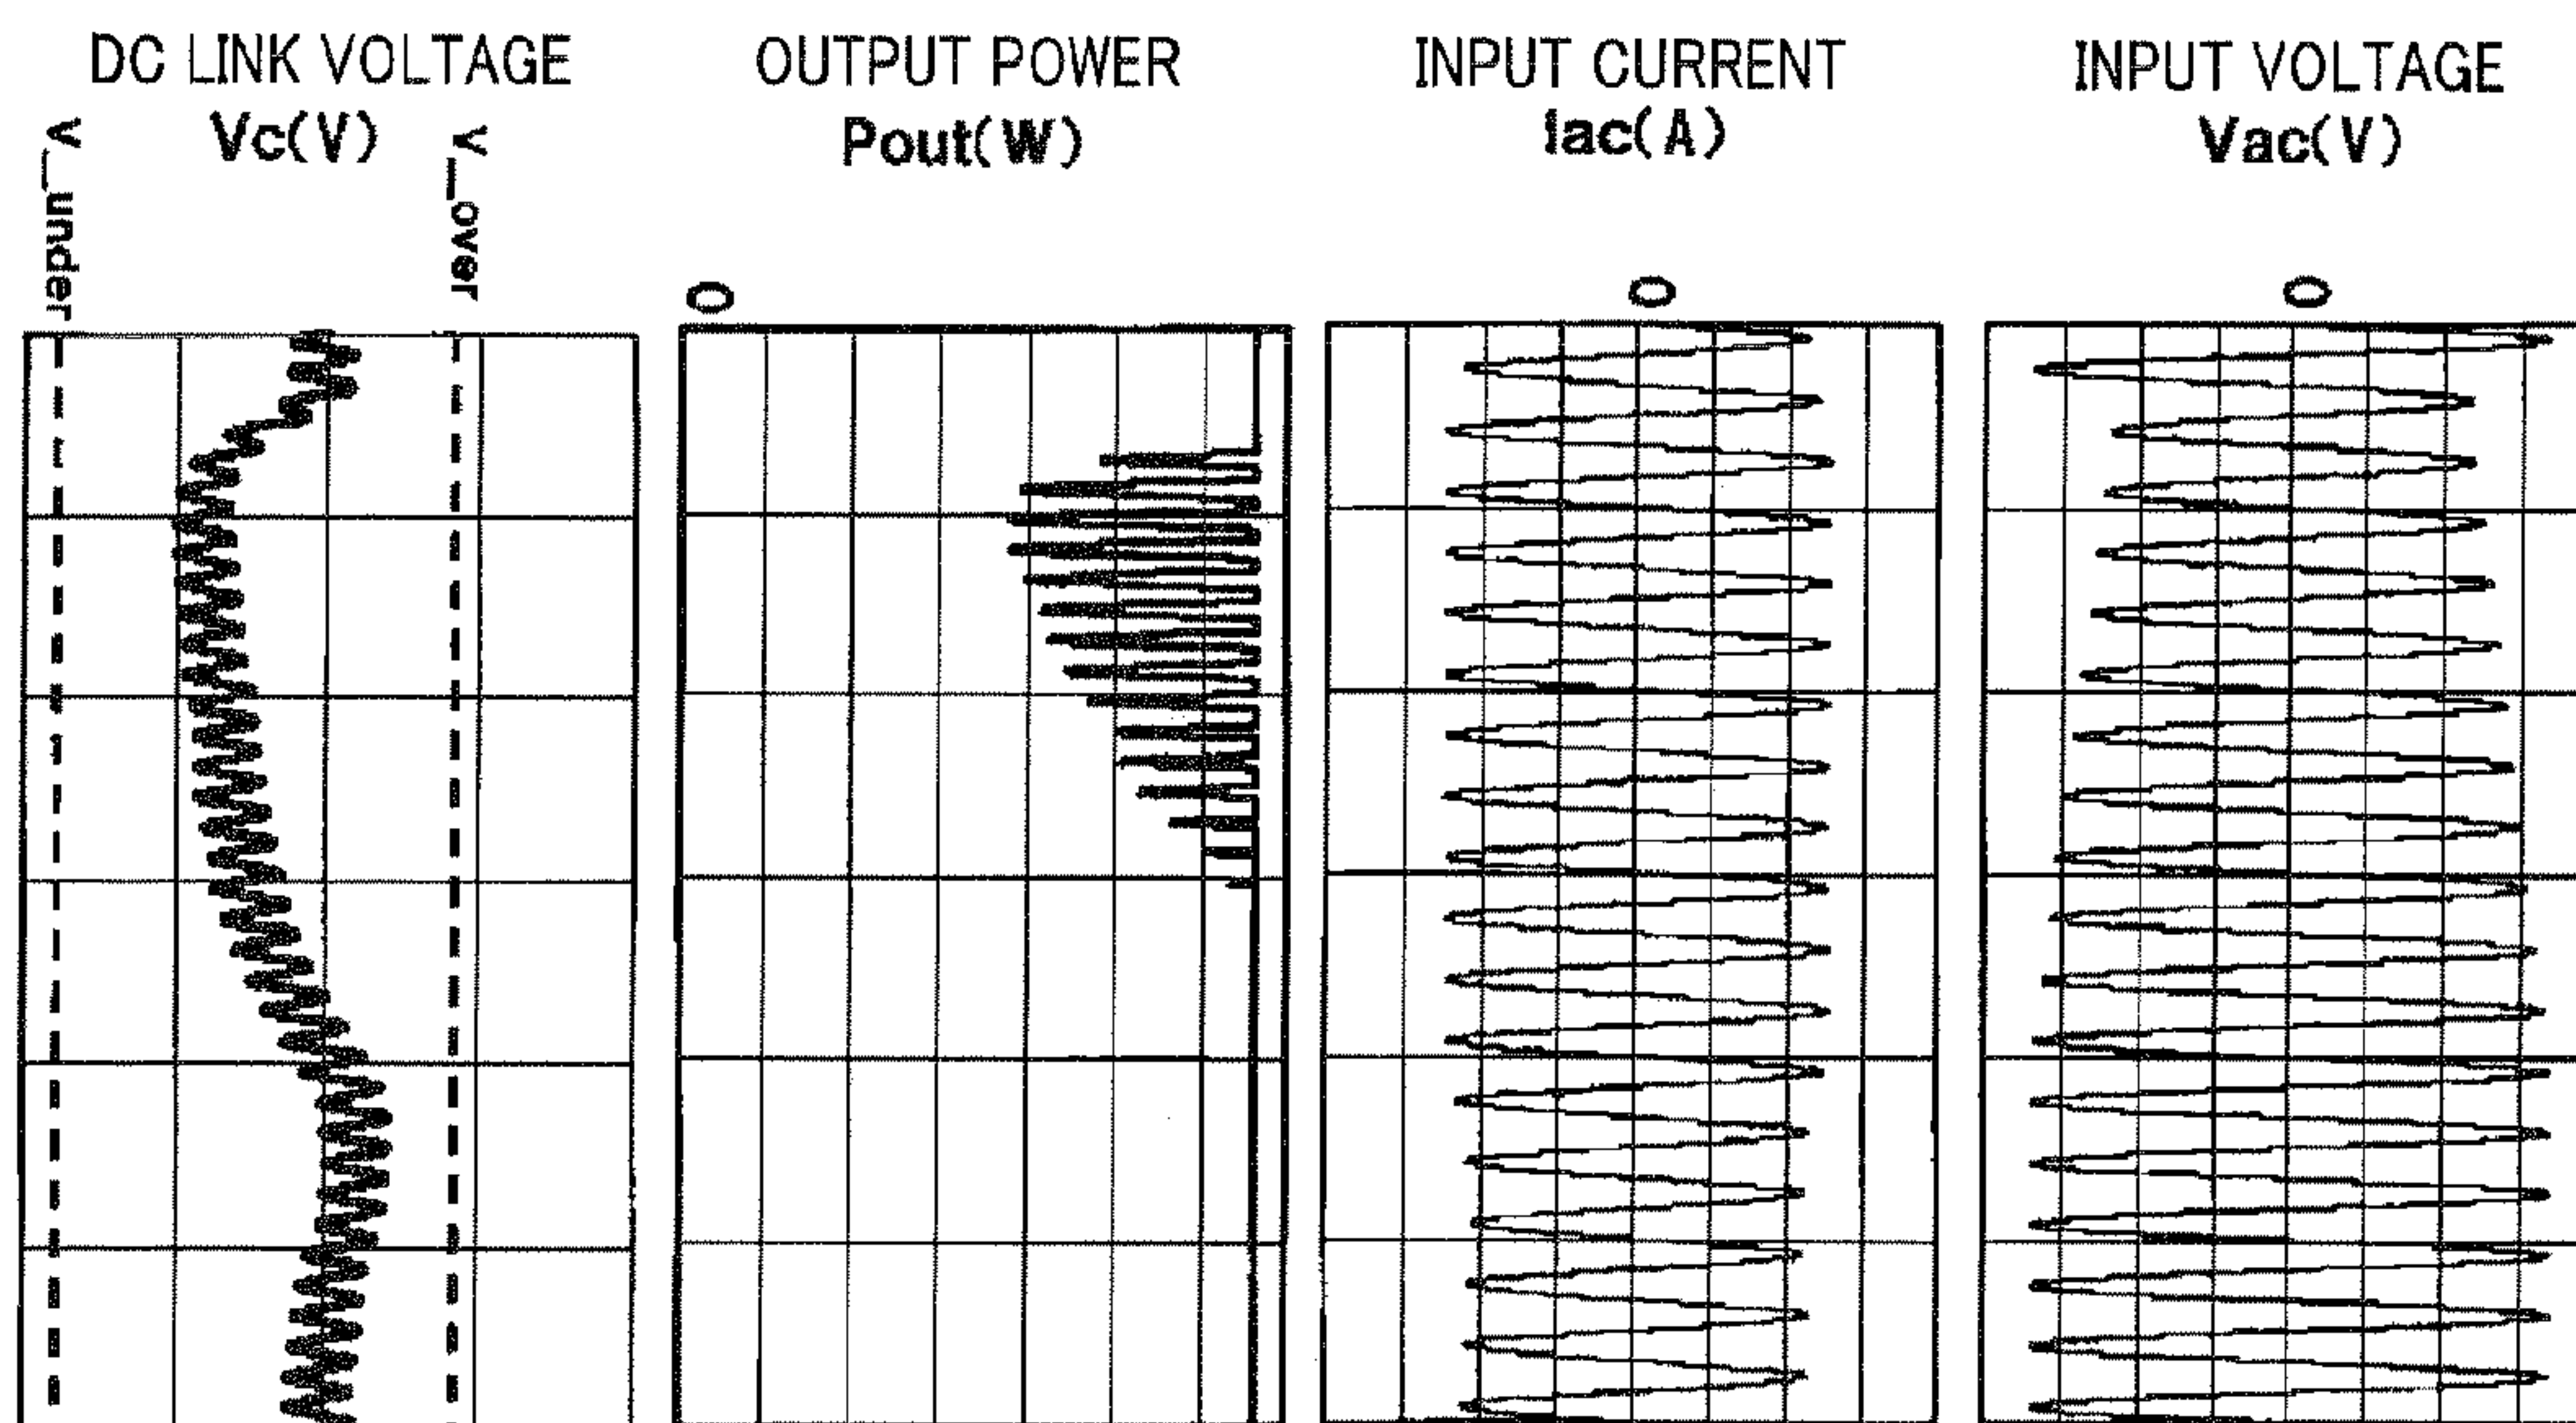 DC LINK VOLTAGE
Vc(V)
V_under
V_over
OUTPUT POWER
Pout(W)
0
INPUT CURRENT
Iac(A)
0
INPUT VOLTAGE
Vac(V)
0